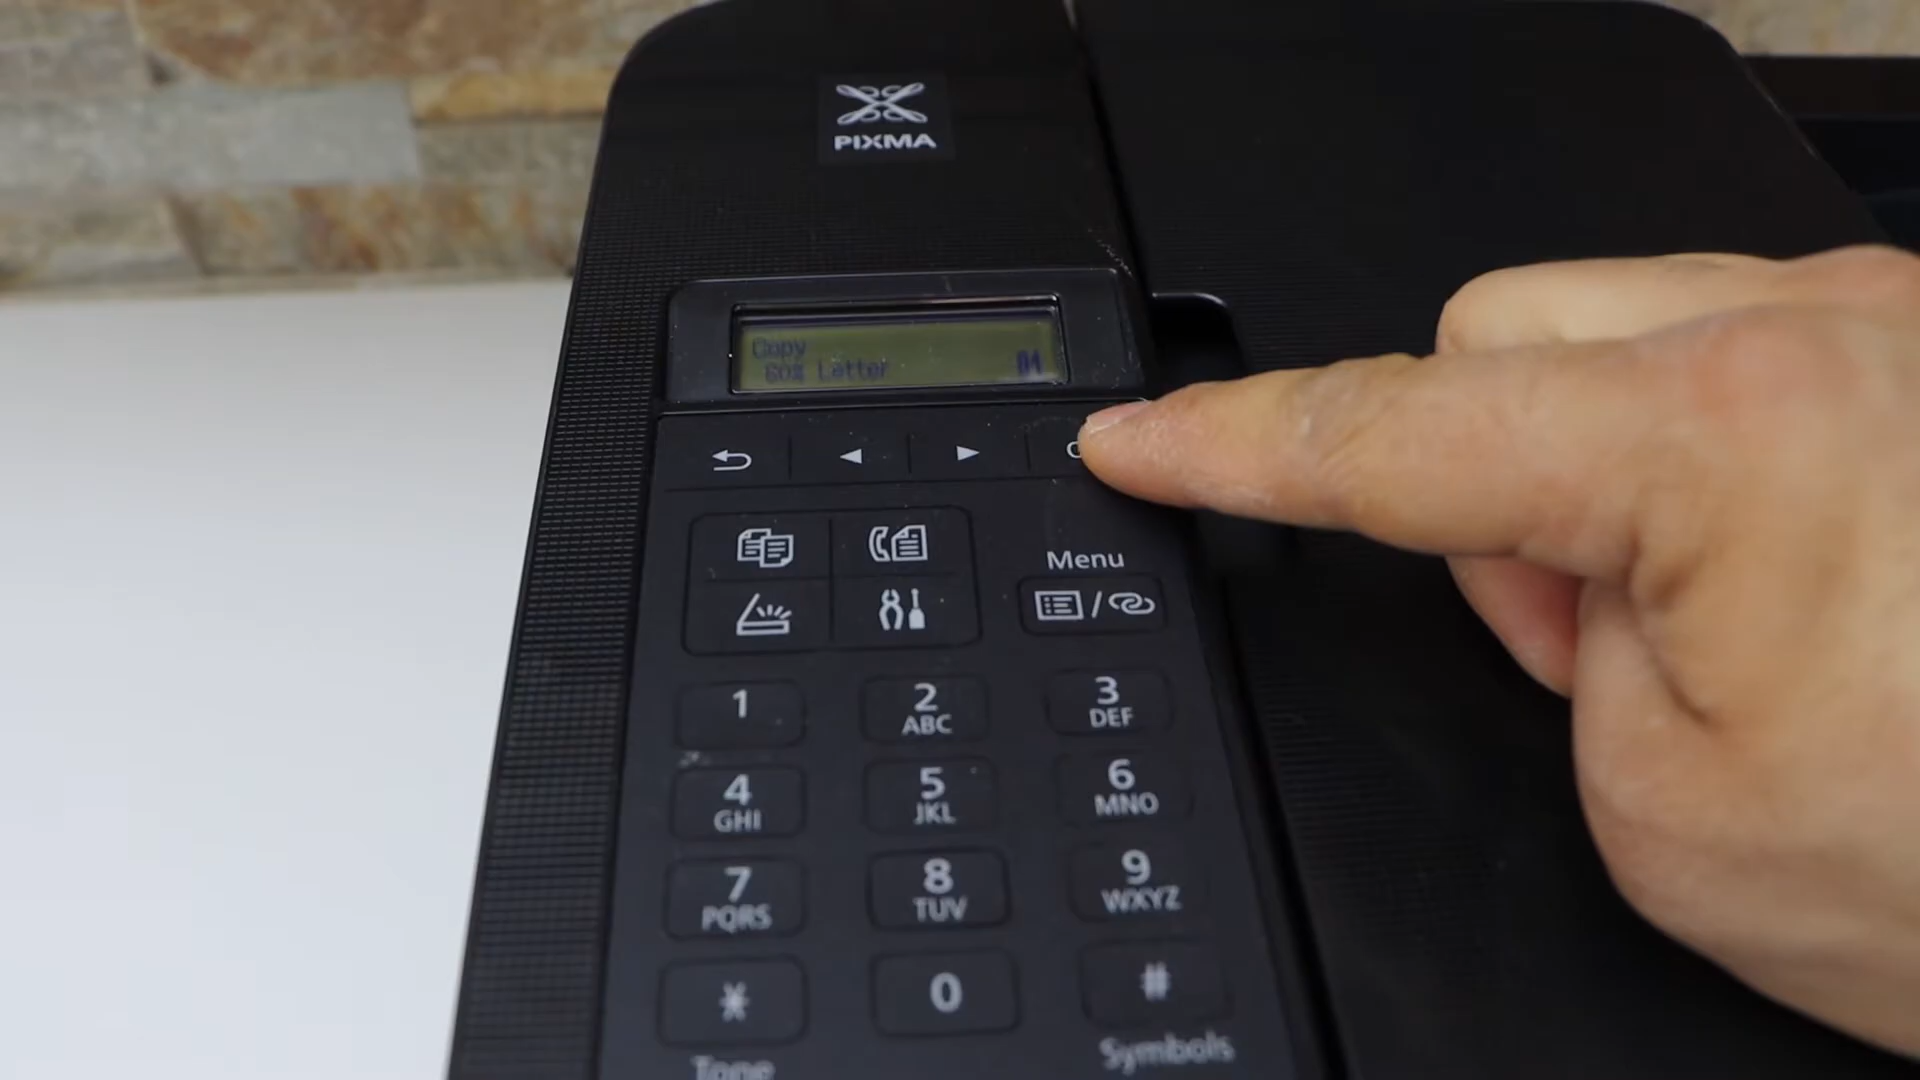 PIXMA
Copy
60% Letter 01
Menu
1
2
ABC
3
DEF
4
GHI
5
JKL
6
MNO
7
PQRS
8
TUV
9
WXYZ
*
0
#
Tone
Symbols